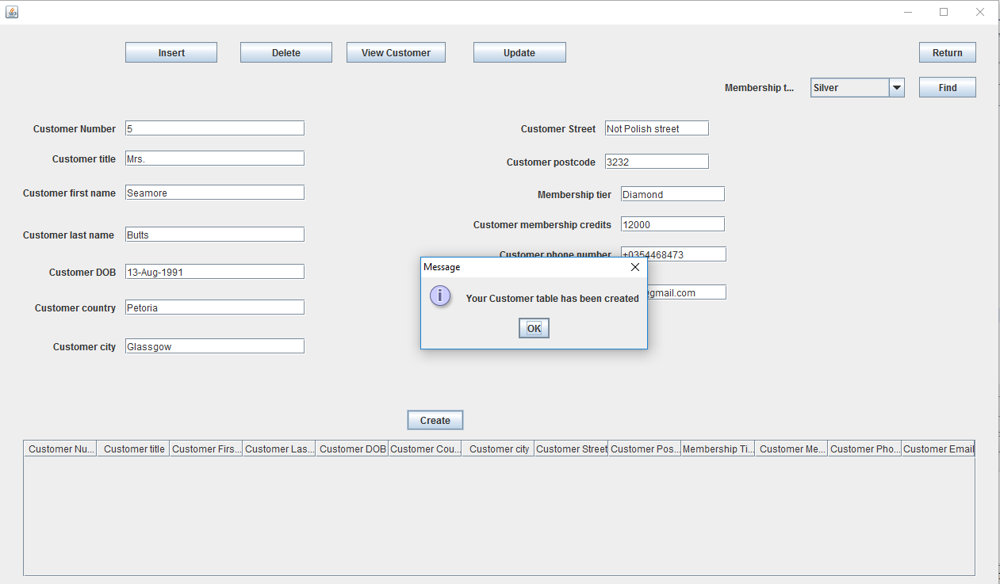 Insert Delete View Customer Update Return
Membership t... Silver Find
Customer Number 5 Customer Street Not Polish street
Customer title Mrs. Customer postcode 3232
Customer first name Seamore Membership tier Diamond
Customer last name Butts Customer membership credits 12000
Customer phone number +0354468473
Message
Customer DOB 13-Aug-1991
@gmail.com
Your Customer table has been created
Customer country Petoria
OK
Customer city Glassgow
Create
Customer Nu... Customer title Customer Firs... Customer Las... Customer DOB Customer Cou... Customer city Customer Street Customer Pos... Membership Ti... Customer Me... Customer Pho... Customer Email